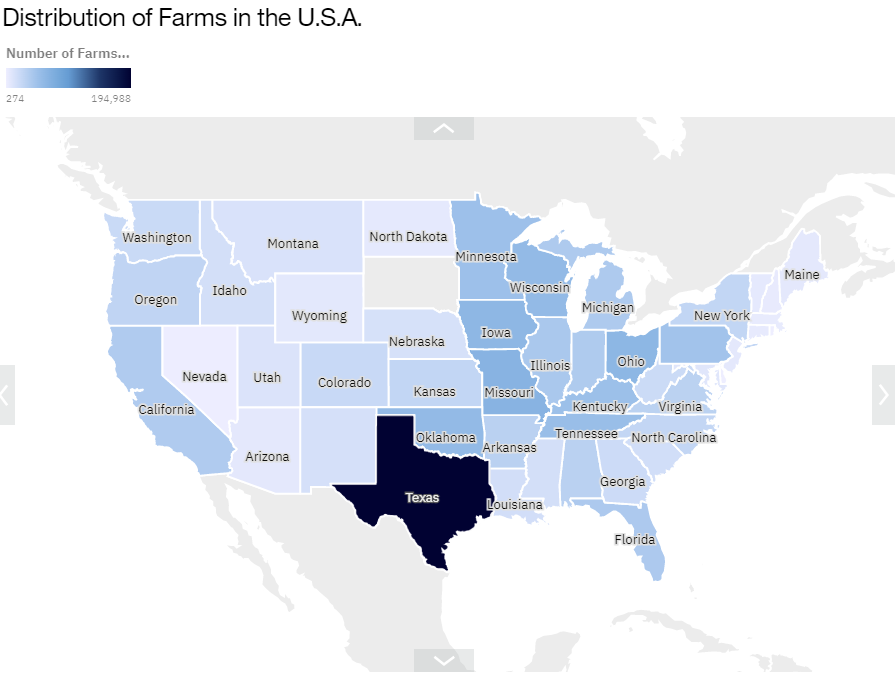 Distribution of Farms in the U.S.A.
Number of Farms...
274 194,988
Washington
Montana
North Dakota
Minnesota
Maine
Oregon
Idaho
Wyoming
Wisconsin
Michigan
New York
Nebraska
Iowa
Nevada
Utah
Colorado
Kansas
Illinois
Ohio
Missouri
California
Kentucky
Virginia
Oklahoma
Arkansas
Tennessee
North Carolina
Arizona
Texas
Louisiana
Georgia
Florida